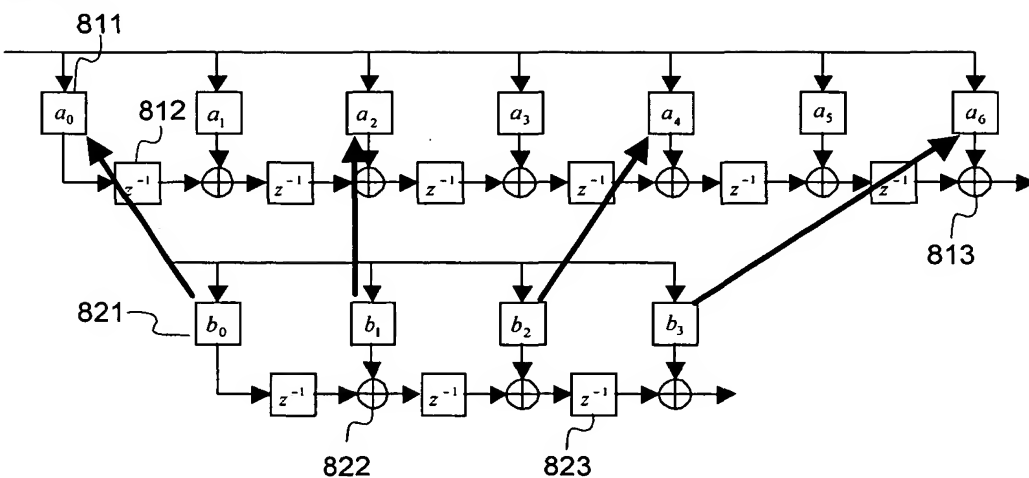 811
a₀ a₁ a₂ a₃ a₄ a₅ a₆
812
z⁻¹ z⁻¹ z⁻¹ z⁻¹ z⁻¹ z⁻¹
813
821
b₀ b₁ b₂ b₃
z⁻¹ z⁻¹ z⁻¹
822 823